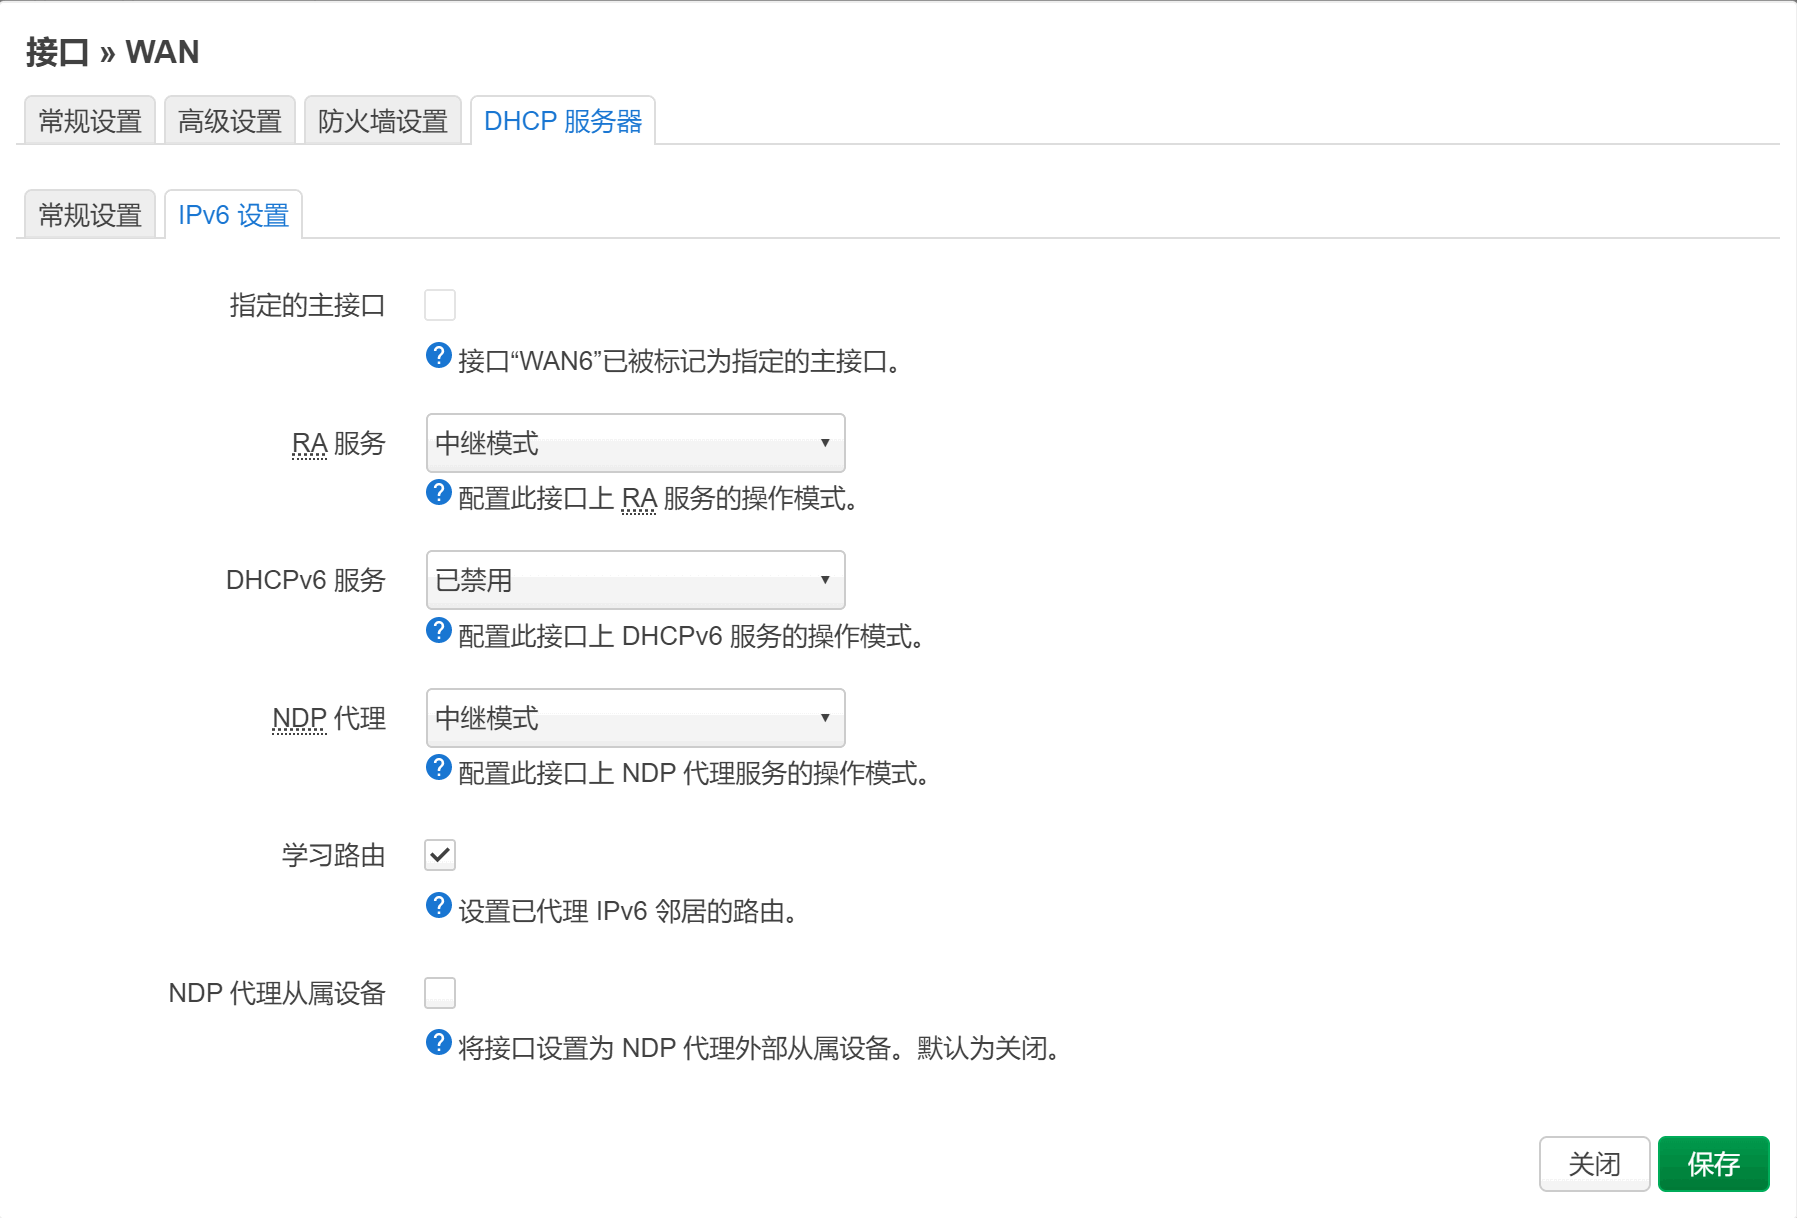 接口 » WAN
常规设置 高级设置 防火墙设置 DHCP 服务器
常规设置 IPv6 设置
指定的主接口
接口“WAN6”已被标记为指定的主接口。
RA 服务 中继模式
配置此接口上 RA 服务的操作模式。
DHCPv6 服务 已禁用
配置此接口上 DHCPv6 服务的操作模式。
NDP 代理 中继模式
配置此接口上 NDP 代理服务的操作模式。
学习路由
设置已代理 IPv6 邻居的路由。
NDP 代理从属设备
将接口设置为 NDP 代理外部从属设备。默认为关闭。
关闭 保存